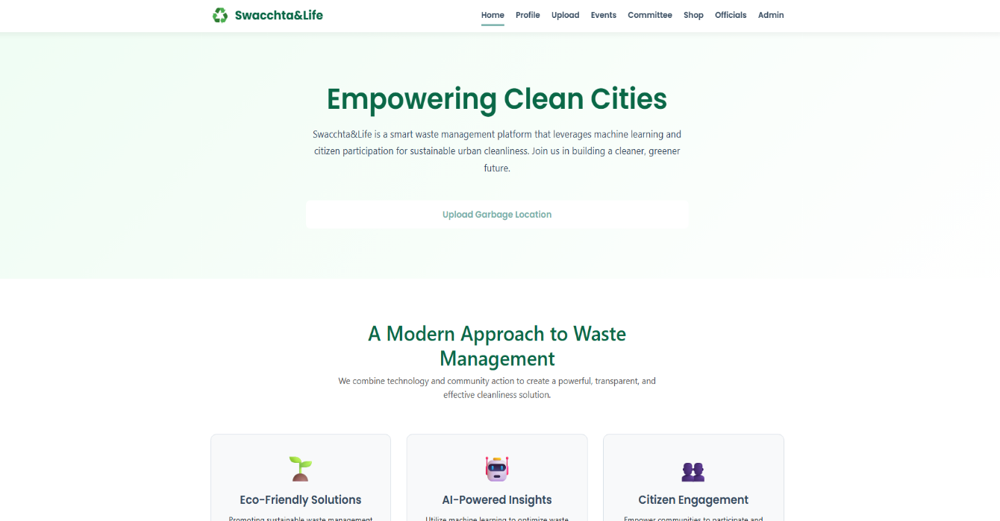 Swacchta&Life
Home Profile Upload Events Committee Shop Officials Admin
Empowering Clean Cities
Swacchta&Life is a smart waste management platform that leverages machine learning and
citizen participation for sustainable urban cleanliness. Join us in building a cleaner, greener
future.
Upload Garbage Location
A Modern Approach to Waste
Management
We combine technology and community action to create a powerful, transparent, and
effective cleanliness solution.
Eco-Friendly Solutions
Promoting sustainable waste management
AI-Powered Insights
Utilize machine learning to optimize waste
Citizen Engagement
Empower communities to participate and